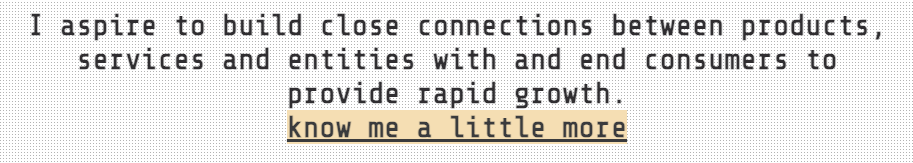 I aspire to build close connections between products,
services and entities with and end consumers to
provide rapid growth.
know me a little more